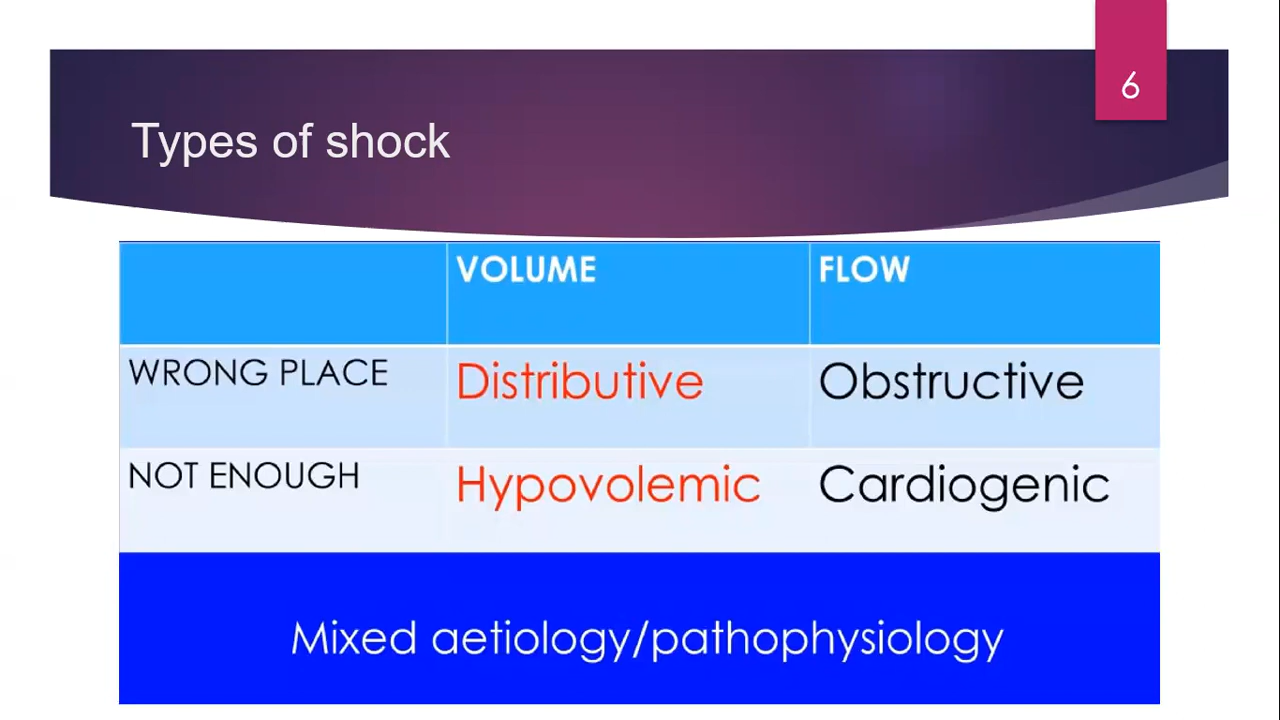 6
Types of shock
VOLUME FLOW
WRONG PLACE Distributive Obstructive
NOT ENOUGH Hypovolemic Cardiogenic
Mixed aetiology/pathophysiology